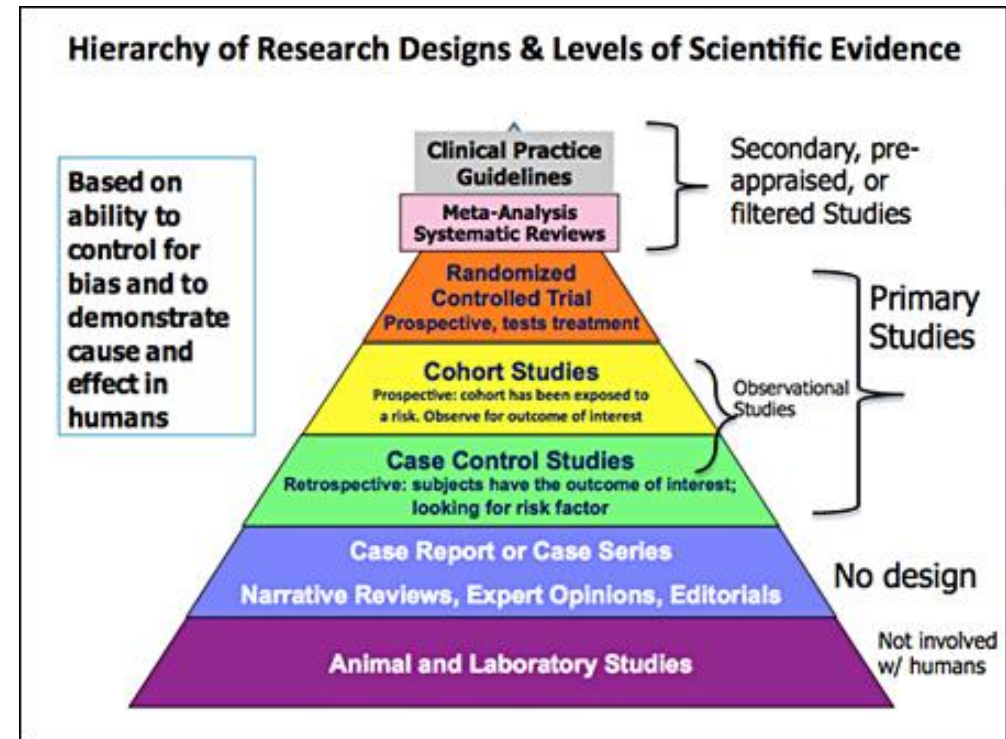 Hierarchy of Research Designs & Levels of Scientific Evidence
Based on
ability to
control for
bias and to
demonstrate
cause and
effect in
humans
Clinical Practice
Guidelines
Meta-Analysis
Systematic Reviews
Secondary, pre-
appraised, or
filtered Studies
Randomized
Controlled Trial
Prospective, tests treatment
Cohort Studies
Prospective: cohort has been exposed to
a risk. Observe for outcome of interest
Case Control Studies
Retrospective: subjects have the outcome of interest;
looking for risk factor
Observational
Studies
Primary
Studies
Case Report or Case Series
Narrative Reviews, Expert Opinions, Editorials
No design
Animal and Laboratory Studies
Not involved
w/ humans